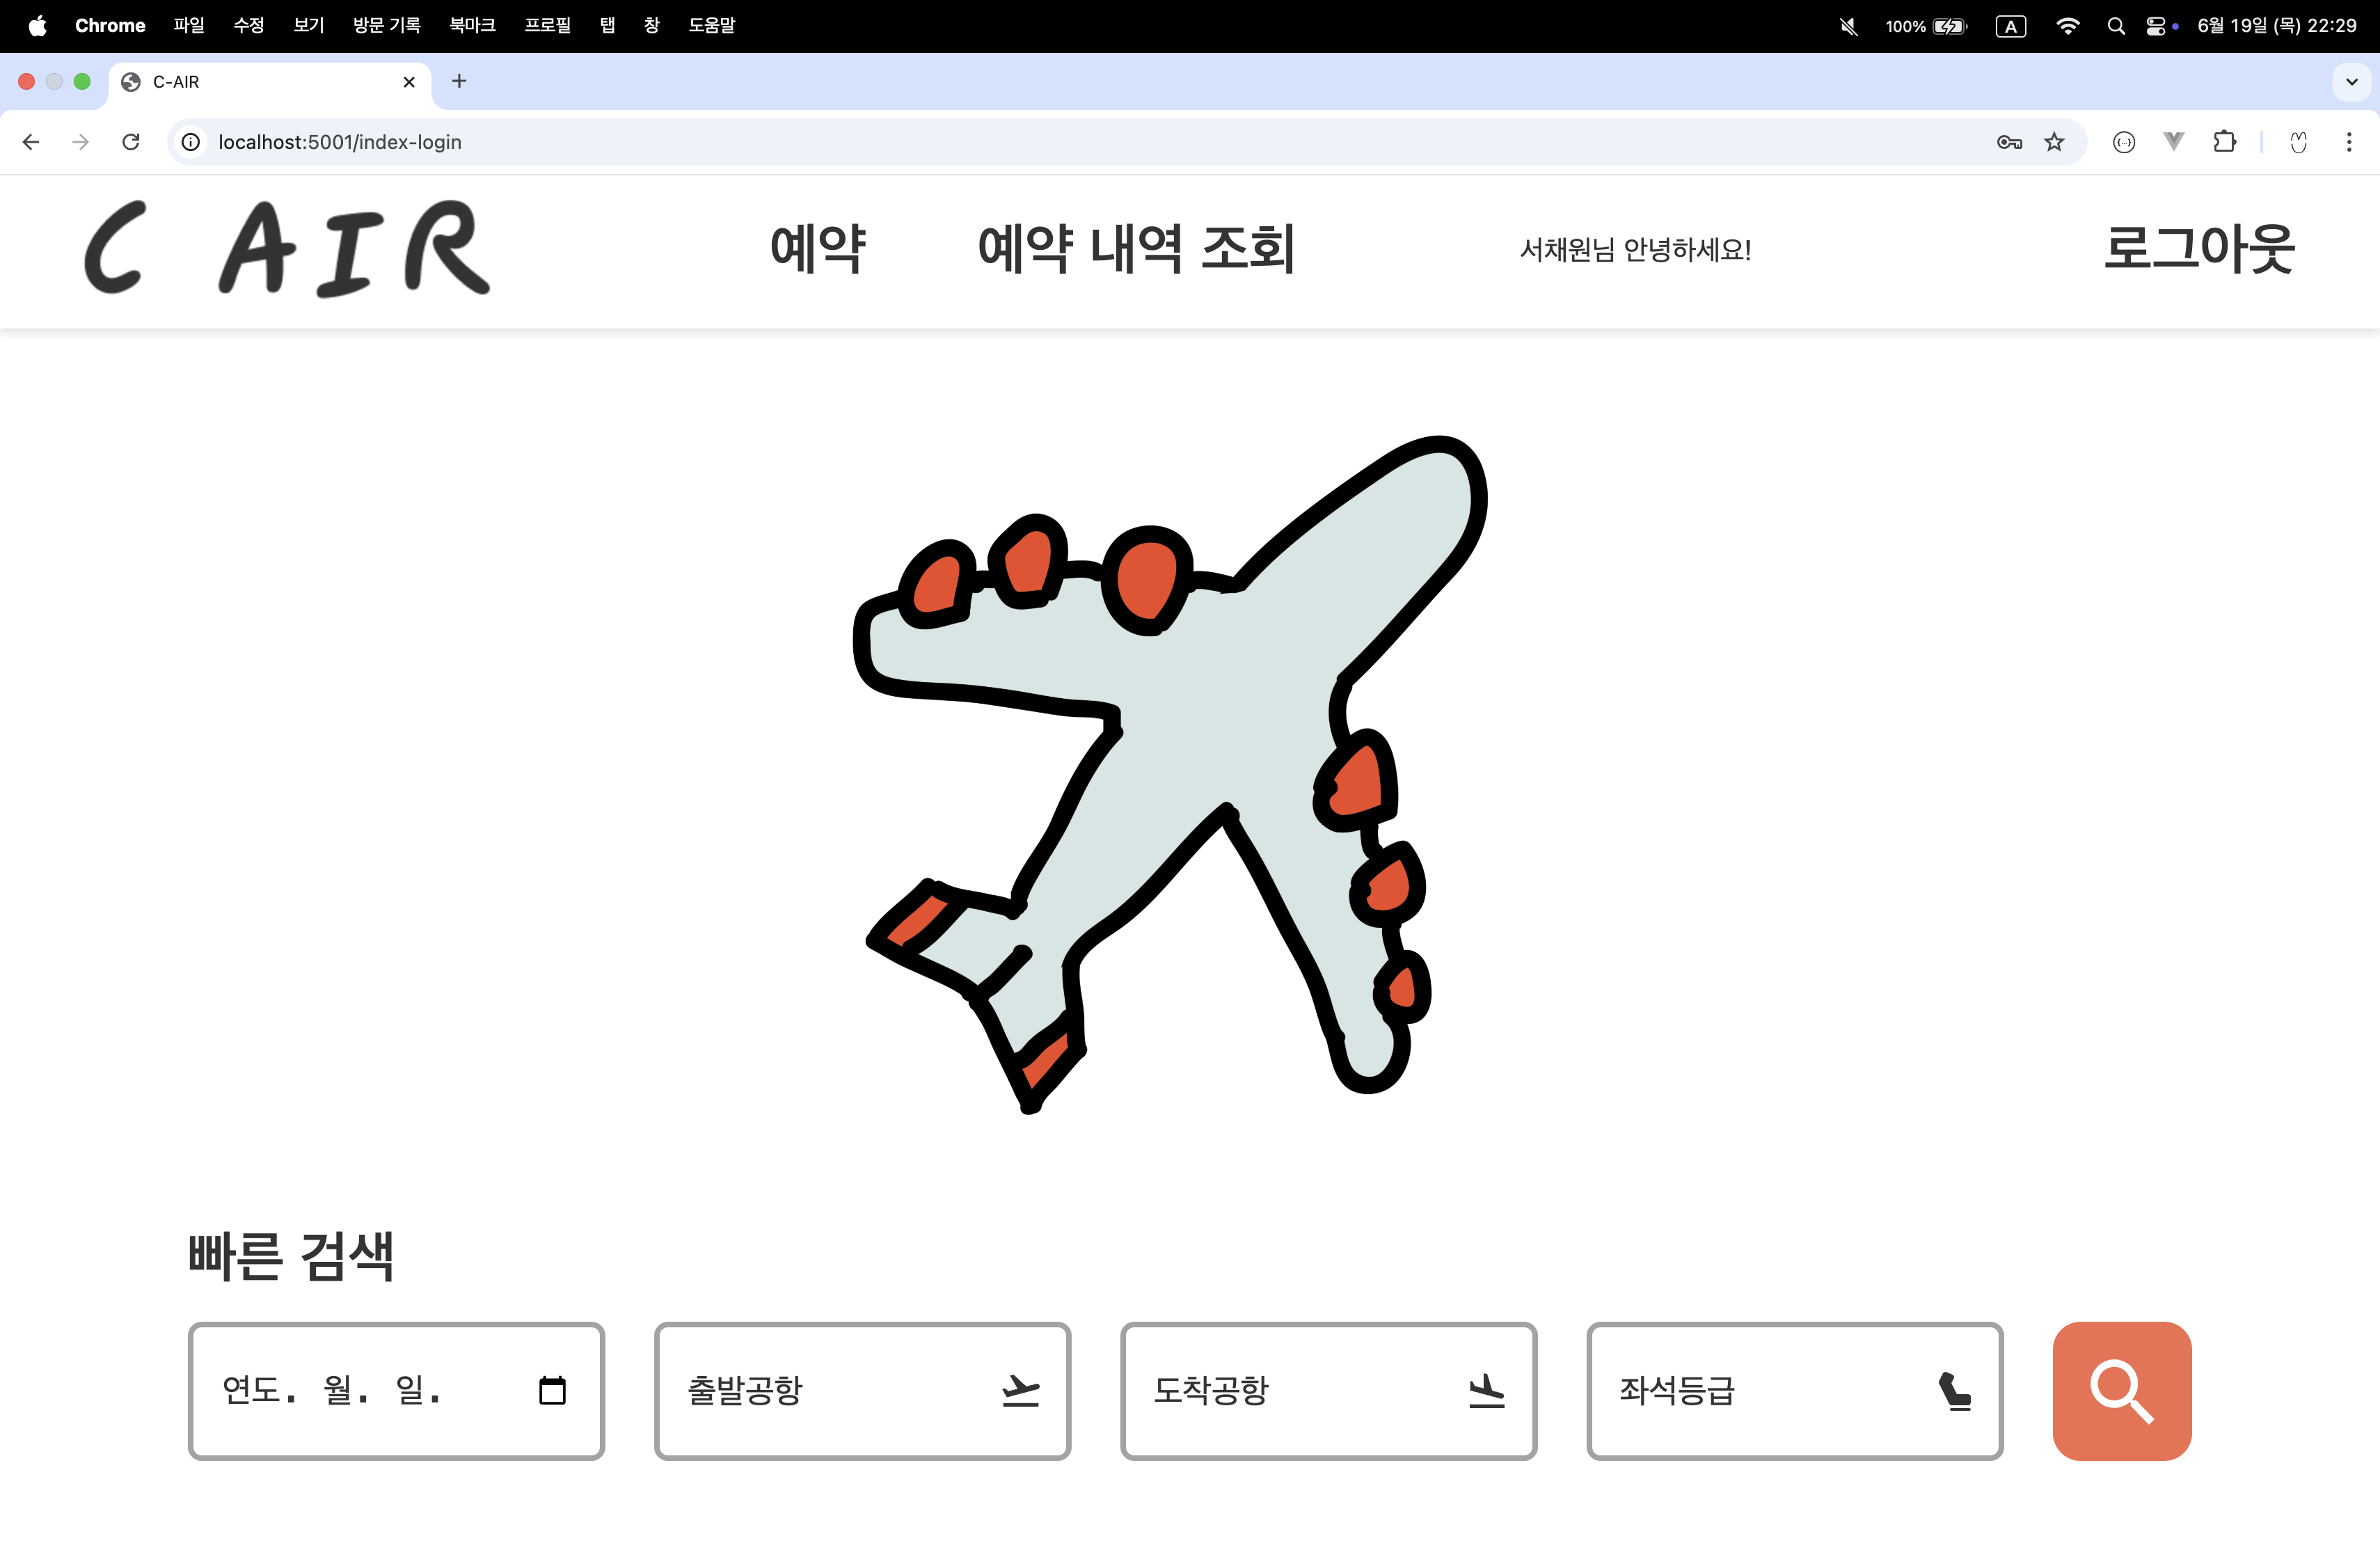 Chrome 파일 수정 보기 방문 기록 북마크 프로필 탭 창 도움말 100% A 6월 19일 (목) 22:29
C-AIR
localhost:5001/index-login
C AIR 예약 예약 내역 조회 서채원님 안녕하세요! 로그아웃
빠른 검색
연도. 월. 일. 출발공항 도착공항 좌석등급